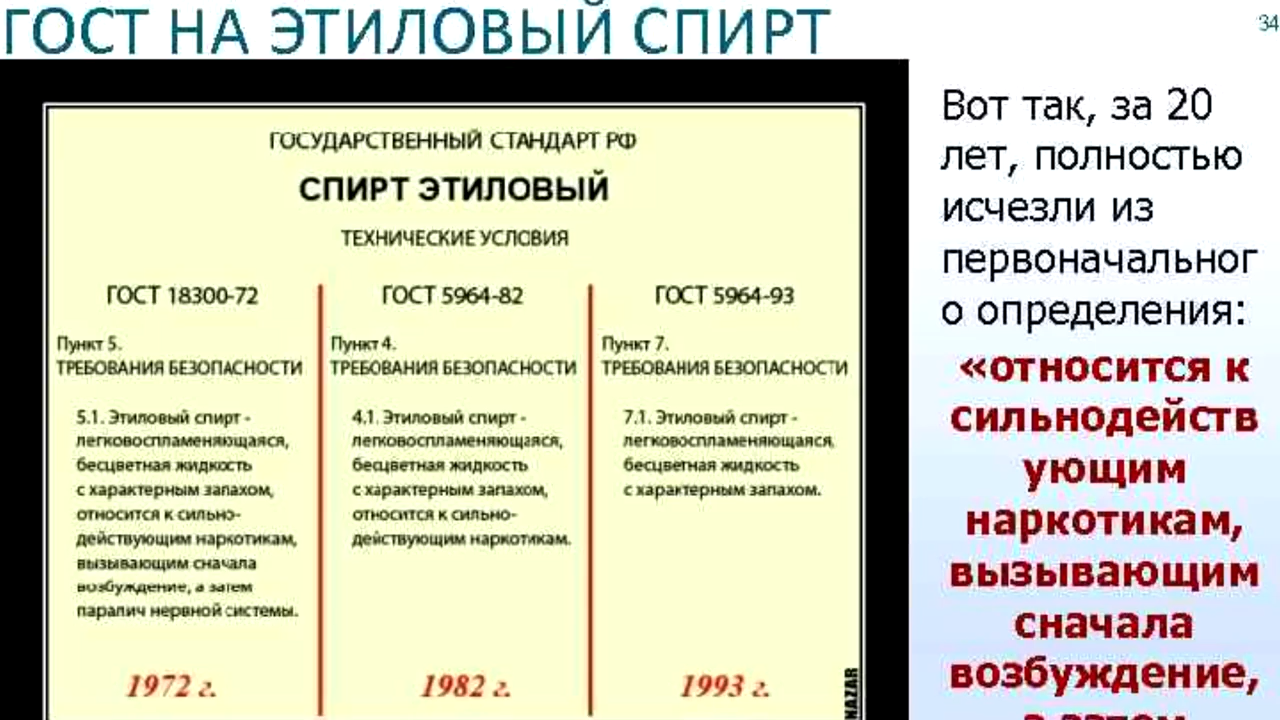 ГОСТ НА ЭТИЛОВЫЙ СПИРТ
34
ГОСУДАРСТВЕННЫЙ СТАНДАРТ РФ
СПИРТ ЭТИЛОВЫЙ
ТЕХНИЧЕСКИЕ УСЛОВИЯ
ГОСТ 18300-72
Пункт 5.
ТРЕБОВАНИЯ БЕЗОПАСНОСТИ
5.1. Этиловый спирт -
легковоспламеняющаяся,
бесцветная жидкость
с характерным запахом,
относится к сильно-
действующим наркотикам,
вызывающим сначала
возбуждение, а затем
паралич нервной системы.
1972 г.
ГОСТ 5964-82
Пункт 4.
ТРЕБОВАНИЯ БЕЗОПАСНОСТИ
4.1. Этиловый спирт -
легковоспламеняющаяся,
бесцветная жидкость
с характерным запахом,
относится к сильно-
действующим наркотикам.
1982 г.
ГОСТ 5964-93
Пункт 7.
ТРЕБОВАНИЯ БЕЗОПАСНОСТИ
7.1. Этиловый спирт -
легковоспламеняющаяся,
бесцветная жидкость
с характерным запахом.
1993 г.
NAZAR
Вот так, за 20
лет, полностью
исчезли из
первоначальног
о определения:
«относится к
сильнодейств
ующим
наркотикам,
вызывающим
сначала
возбуждение,
а затем